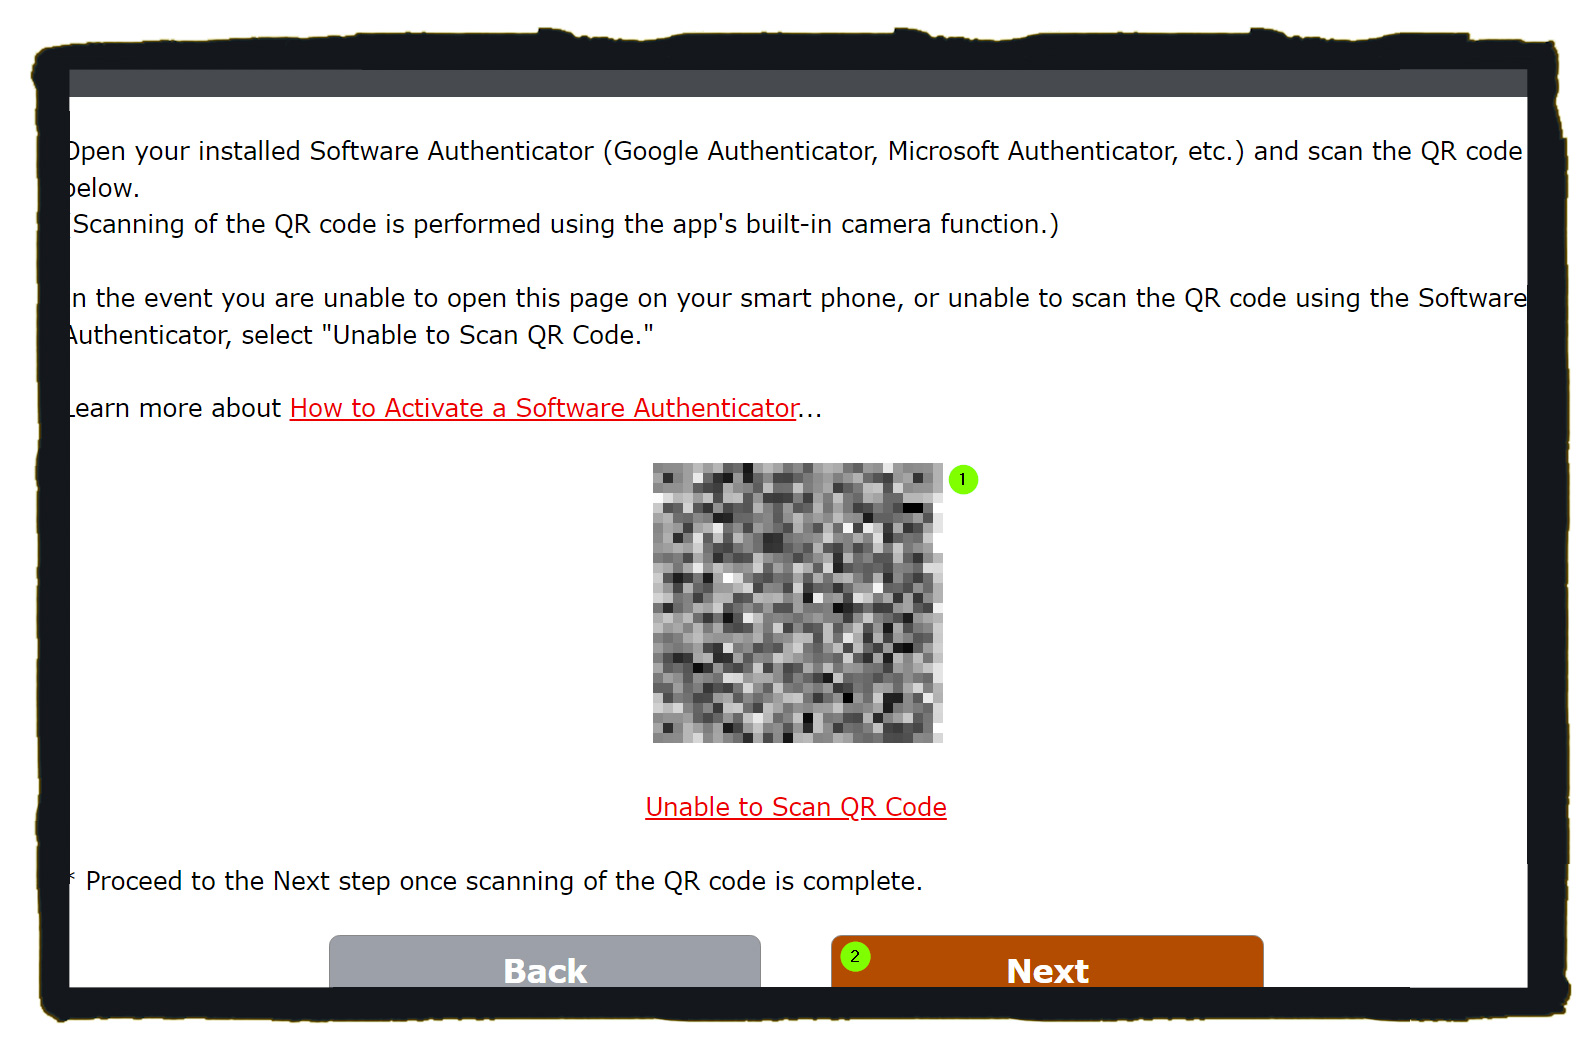 Open your installed Software Authenticator (Google Authenticator, Microsoft Authenticator, etc.) and scan the QR code
below.
(Scanning of the QR code is performed using the app's built-in camera function.)
In the event you are unable to open this page on your smart phone, or unable to scan the QR code using the Software
Authenticator, select "Unable to Scan QR Code."
Learn more about How to Activate a Software Authenticator...
1
Unable to Scan QR Code
* Proceed to the Next step once scanning of the QR code is complete.
Back
2 Next